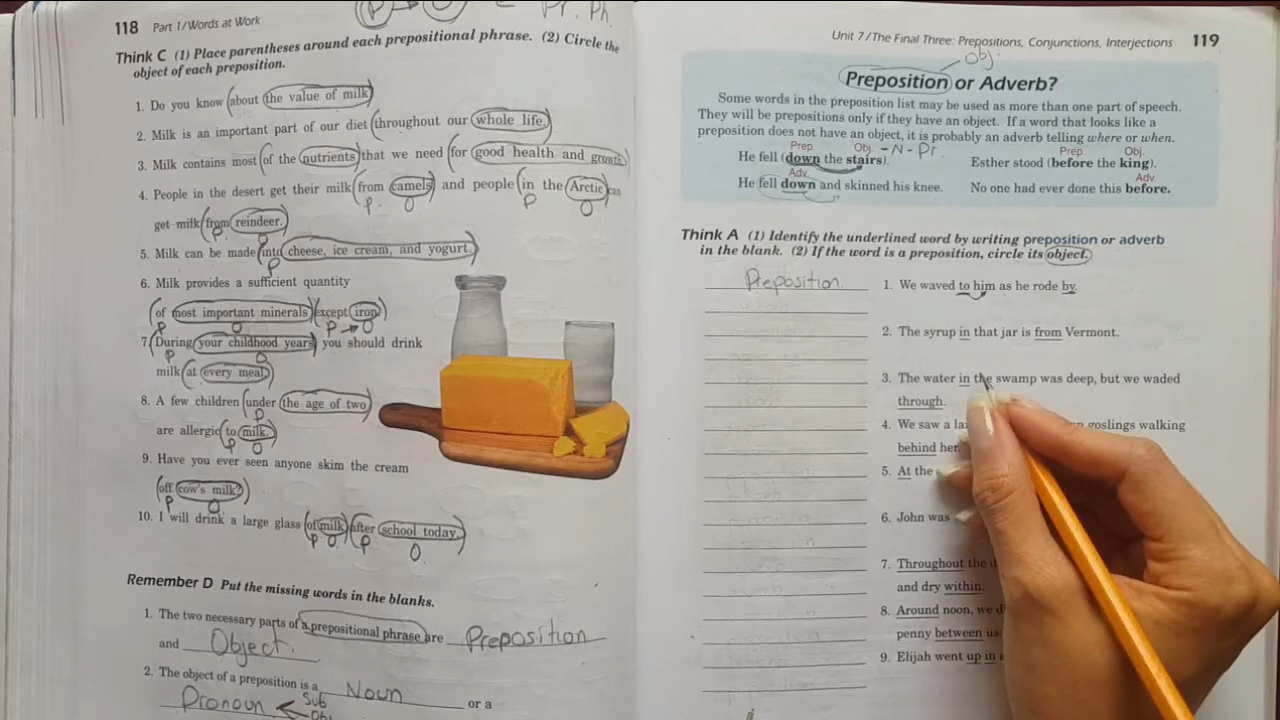 118 Part 1/Words at Work
P → O = Pr. Ph.
Think C (1) Place parentheses around each prepositional phrase. (2) Circle the
object of each preposition.
1. Do you know (about the value of milk)
2. Milk is an important part of our diet (throughout our whole life.)
3. Milk contains most (of the nutrients) that we need (for good health and growth)
4. People in the desert get their milk (from camels) and people (in the Arctic) can
P. O P O
get milk (from reindeer.)
P. O
5. Milk can be made (into cheese, ice cream, and yogurt.)
P
6. Milk provides a sufficient quantity
(of most important minerals) (except iron)
P O P → O
7. (During your childhood years) you should drink
P O
milk (at every meal)
8. A few children (under the age of two)
P
are allergic (to milk.)
P O
9. Have you ever seen anyone skim the cream
(off cow's milk?)
P O
10. I will drink a large glass (of milk) (after school today.)
P O P O
Remember D Put the missing words in the blanks.
1. The two necessary parts of a prepositional phrase are Preposition
and Object.
2. The object of a preposition is a Noun or a
Pronoun < Sub
Obj
Unit 7/The Final Three: Prepositions, Conjunctions, Interjections 119
Obj
Preposition or Adverb?
Some words in the preposition list may be used as more than one part of speech.
They will be prepositions only if they have an object. If a word that looks like a
preposition does not have an object, it is probably an adverb telling where or when.
Prep. Obj. - N - Pr Prep. Obj.
He fell (down the stairs). Esther stood (before the king).
Adv. Adv.
He fell down and skinned his knee. No one had ever done this before.
Think A (1) Identify the underlined word by writing preposition or adverb
in the blank. (2) If the word is a preposition, circle its object.
Preposition 1. We waved to him as he rode by.
2. The syrup in that jar is from Vermont.
3. The water in the swamp was deep, but we waded
through.
4. We saw a goslings walking
behind her.
5. At the
6. John was
7. Throughout the
and dry within.
8. Around noon, we
penny between us
9. Elijah went up in